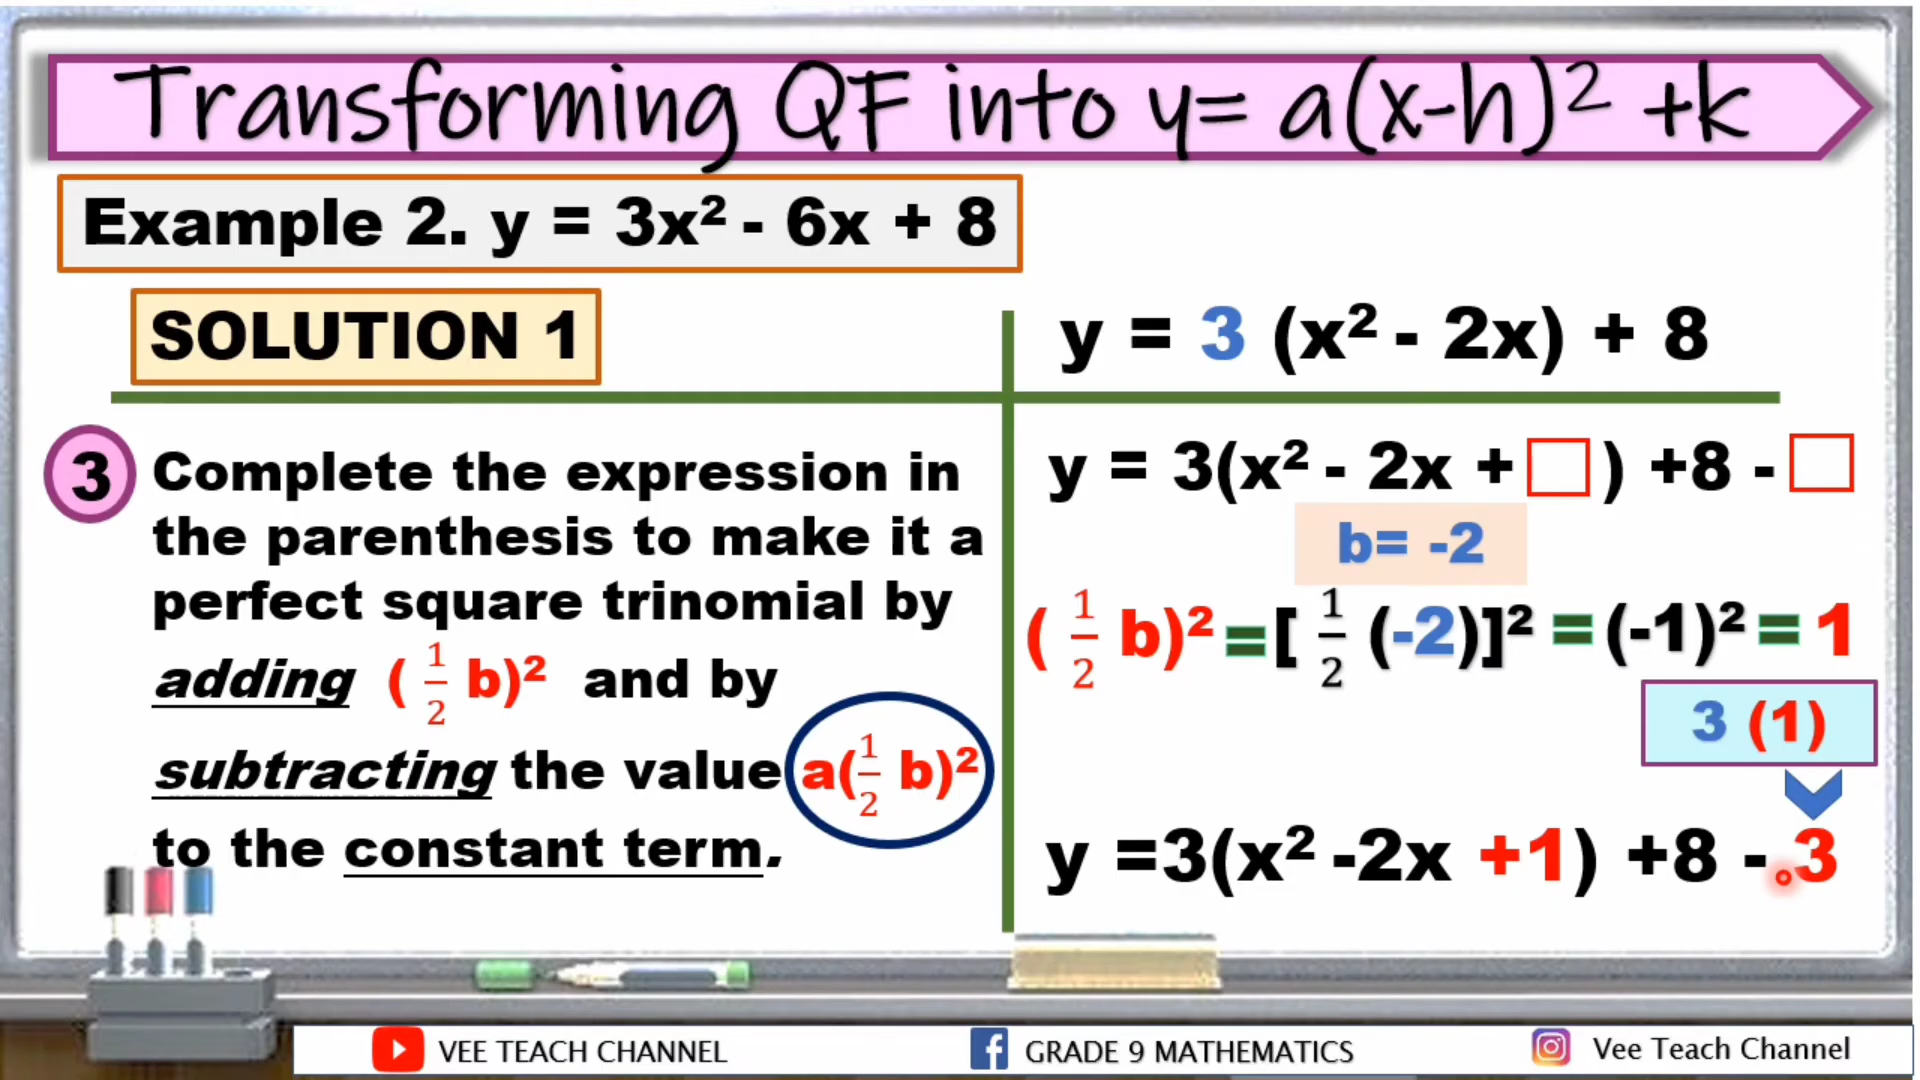 Transforming QF into y= a(x-h)² +k
Example 2. y = 3x² - 6x + 8
SOLUTION 1
y = 3 (x² - 2x) + 8
3
Complete the expression in
the parenthesis to make it a
perfect square trinomial by
adding ( 1/2 b)² and by
subtracting the value a(1/2 b)²
to the constant term.
y = 3(x² - 2x + □ ) +8 - □
b= -2
( 1/2 b)² = [ 1/2 (-2)]² = (-1)² = 1
3 (1)
y =3(x² -2x +1) +8 - 3
VEE TEACH CHANNEL
GRADE 9 MATHEMATICS
Vee Teach Channel